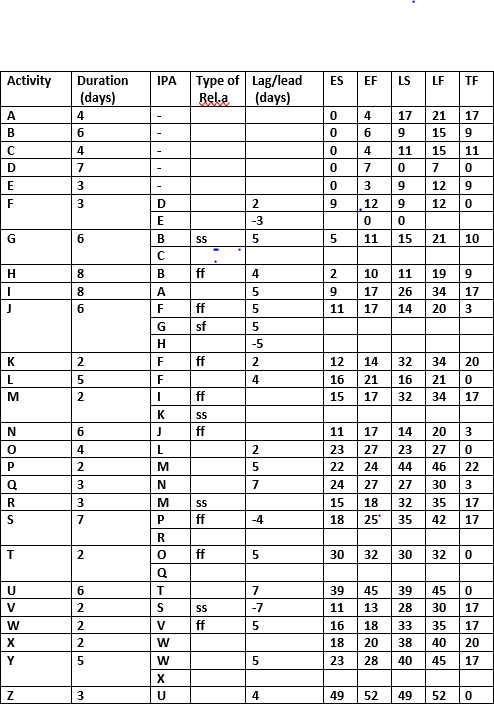 Activity Duration (days) IPA Type of Rel.a Lag/lead (days) ES EF LS LF TF
A 4 - 0 4 17 21 17
B 6 - 0 6 9 15 9
C 4 - 0 4 11 15 11
D 7 - 0 7 0 7 0
E 3 - 0 3 9 12 9
F 3 D 2 9 12 9 12 0
E -3 0 0
G 6 B ss 5 5 11 15 21 10
C
H 8 B ff 4 2 10 11 19 9
I 8 A 5 9 17 26 34 17
J 6 F ff 5 11 17 14 20 3
G sf 5
H -5
K 2 F ff 2 12 14 32 34 20
L 5 F 4 16 21 16 21 0
M 2 I ff 15 17 32 34 17
K ss
N 6 J ff 11 17 14 20 3
O 4 L 2 23 27 23 27 0
P 2 M 5 22 24 44 46 22
Q 3 N 7 24 27 27 30 3
R 3 M ss 15 18 32 35 17
S 7 P ff -4 18 25 35 42 17
R
T 2 O ff 5 30 32 30 32 0
Q
U 6 T 7 39 45 39 45 0
V 2 S ss -7 11 13 28 30 17
W 2 V ff 5 16 18 33 35 17
X 2 W 18 20 38 40 20
Y 5 W 5 23 28 40 45 17
X
Z 3 U 4 49 52 49 52 0